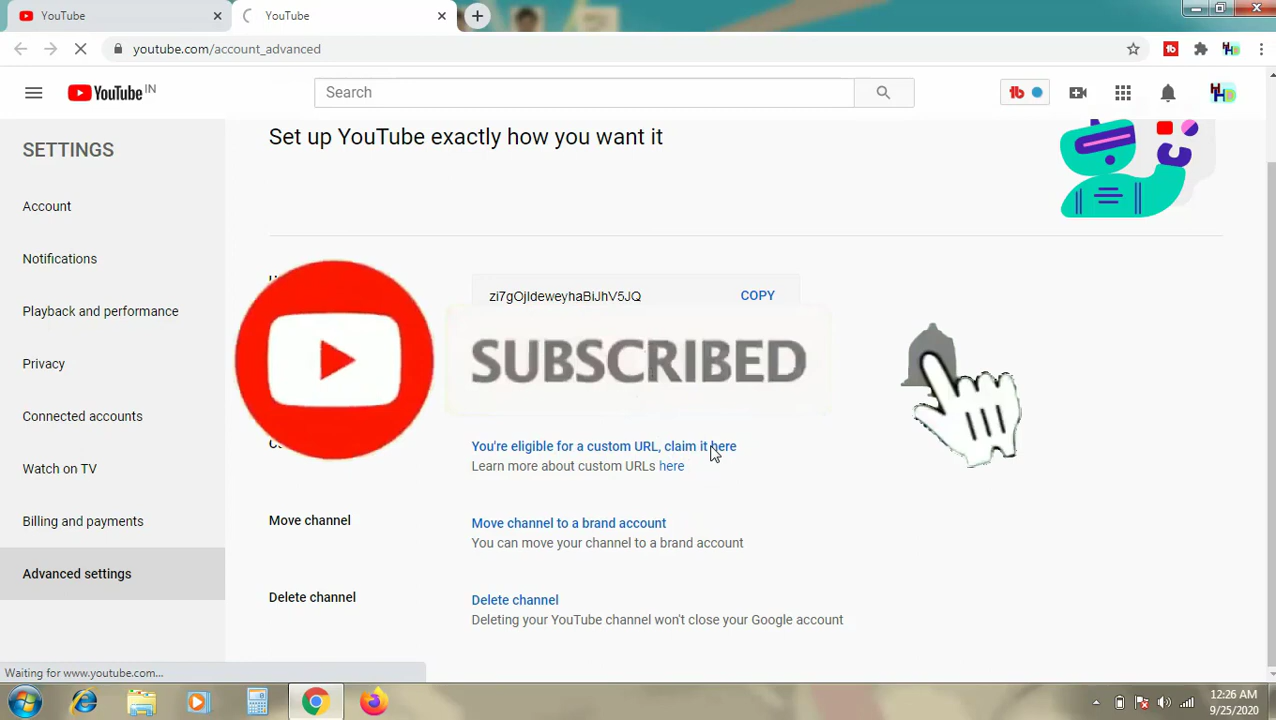 YouTube
YouTube
youtube.com/account_advanced
YouTube IN
Search
SETTINGS
Set up YouTube exactly how you want it
Account
Notifications
Playback and performance
Privacy
Connected accounts
Watch on TV
Billing and payments
Advanced settings
zi7gOjIdeweyhaBiJhV5JQ
COPY
SUBSCRIBED
You're eligible for a custom URL, claim it here
Learn more about custom URLs here
Move channel
Move channel to a brand account
You can move your channel to a brand account
Delete channel
Delete channel
Deleting your YouTube channel won't close your Google account
Waiting for www.youtube.com...
12:26 AM
9/25/2020